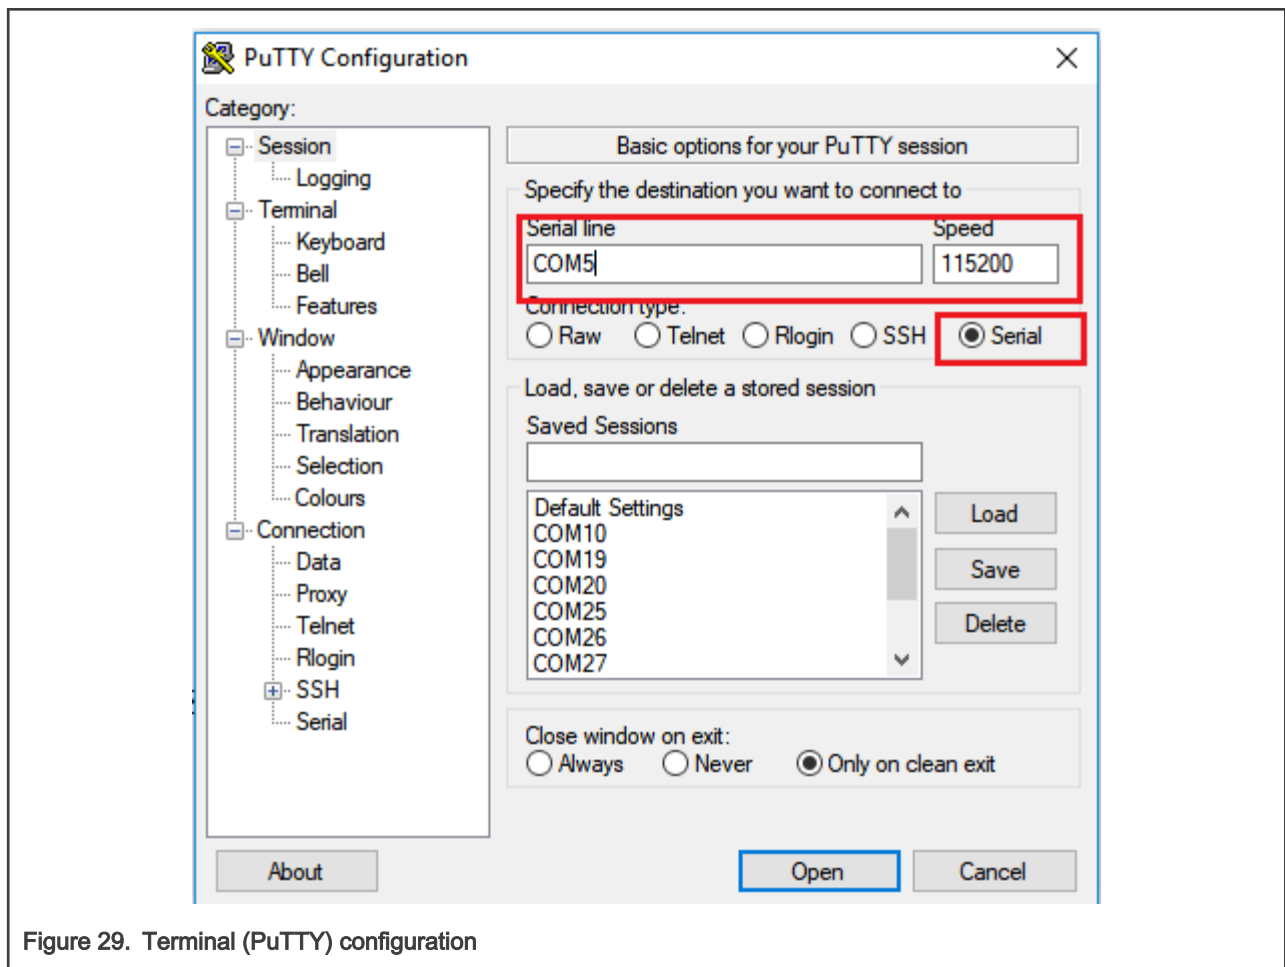 PuTTY Configuration
Category:
Session
Logging
Terminal
Keyboard
Bell
Features
Window
Appearance
Behaviour
Translation
Selection
Colours
Connection
Data
Proxy
Telnet
Rlogin
SSH
Serial
Basic options for your PuTTY session
Specify the destination you want to connect to
Serial line Speed
COM5 115200
Connection type:
Raw Telnet Rlogin SSH Serial
Load, save or delete a stored session
Saved Sessions
Default Settings
COM10
COM19
COM20
COM25
COM26
COM27
Load
Save
Delete
Close window on exit:
Always Never Only on clean exit
About Open Cancel
Figure 29. Terminal (PuTTY) configuration